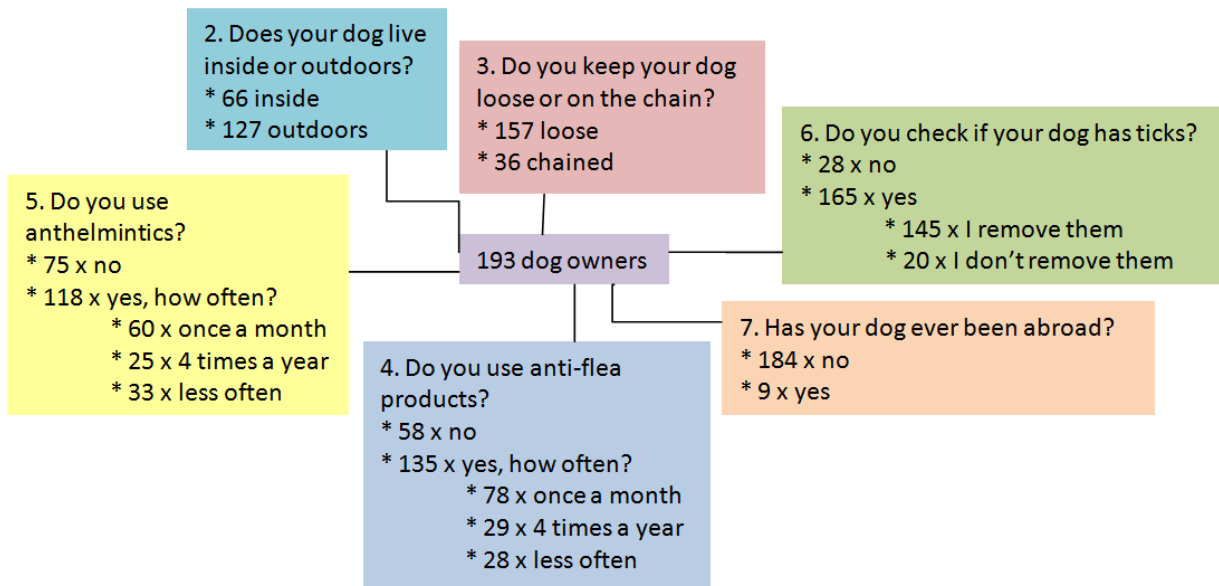 2. Does your dog live
inside or outdoors?
* 66 inside
* 127 outdoors
3. Do you keep your dog
loose or on the chain?
* 157 loose
* 36 chained
6. Do you check if your dog has ticks?
* 28 x no
* 165 x yes
* 145 x I remove them
* 20 x I don’t remove them
5. Do you use
anthelmintics?
* 75 x no
* 118 x yes, how often?
* 60 x once a month
* 25 x 4 times a year
* 33 x less often
193 dog owners
4. Do you use anti-flea
products?
* 58 x no
* 135 x yes, how often?
* 78 x once a month
* 29 x 4 times a year
* 28 x less often
7. Has your dog ever been abroad?
* 184 x no
* 9 x yes